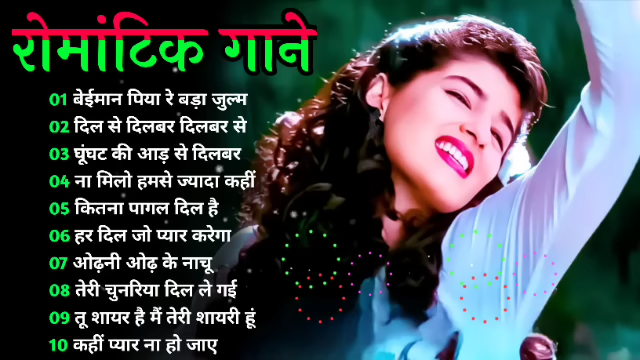 रोमांटिक गाने
01 बेईमान पिया रे बड़ा जुल्म
02 दिल से दिलबर दिलबर से
03 घूंघट की आड़ से दिलबर
04 ना मिलो हमसे ज्यादा कहीं
05 कितना पागल दिल है
06 हर दिल जो प्यार करेगा
07 ओढ़नी ओढ़ के नाचू
08 तेरी चुनरिया दिल ले गई
09 तू शायर है मैं तेरी शायरी हूं
10 कहीं प्यार ना हो जाए